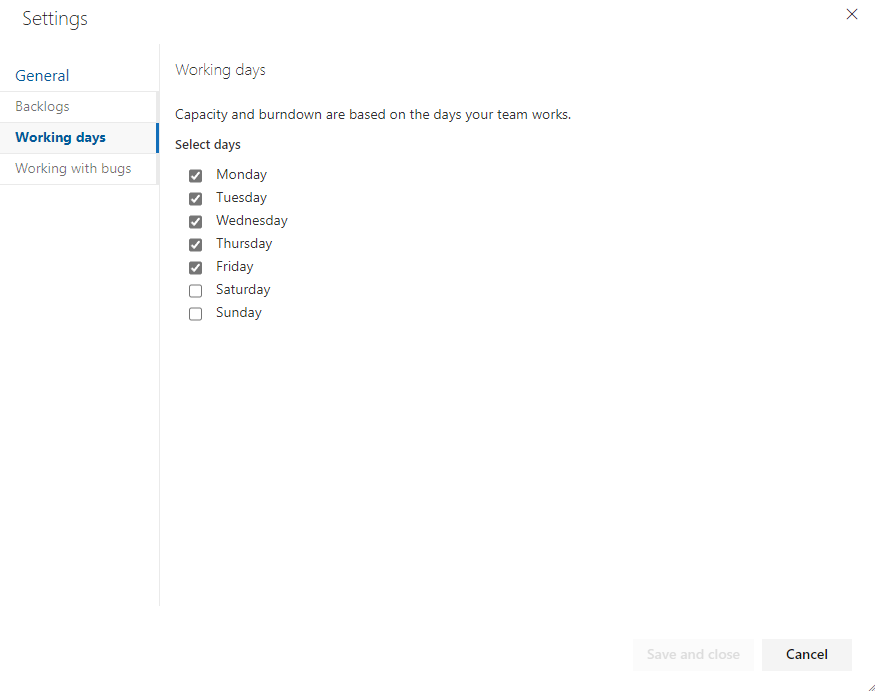 Settings
General
Backlogs
Working days
Working with bugs
Working days
Capacity and burndown are based on the days your team works.
Select days
Monday
Tuesday
Wednesday
Thursday
Friday
Saturday
Sunday
Save and close
Cancel